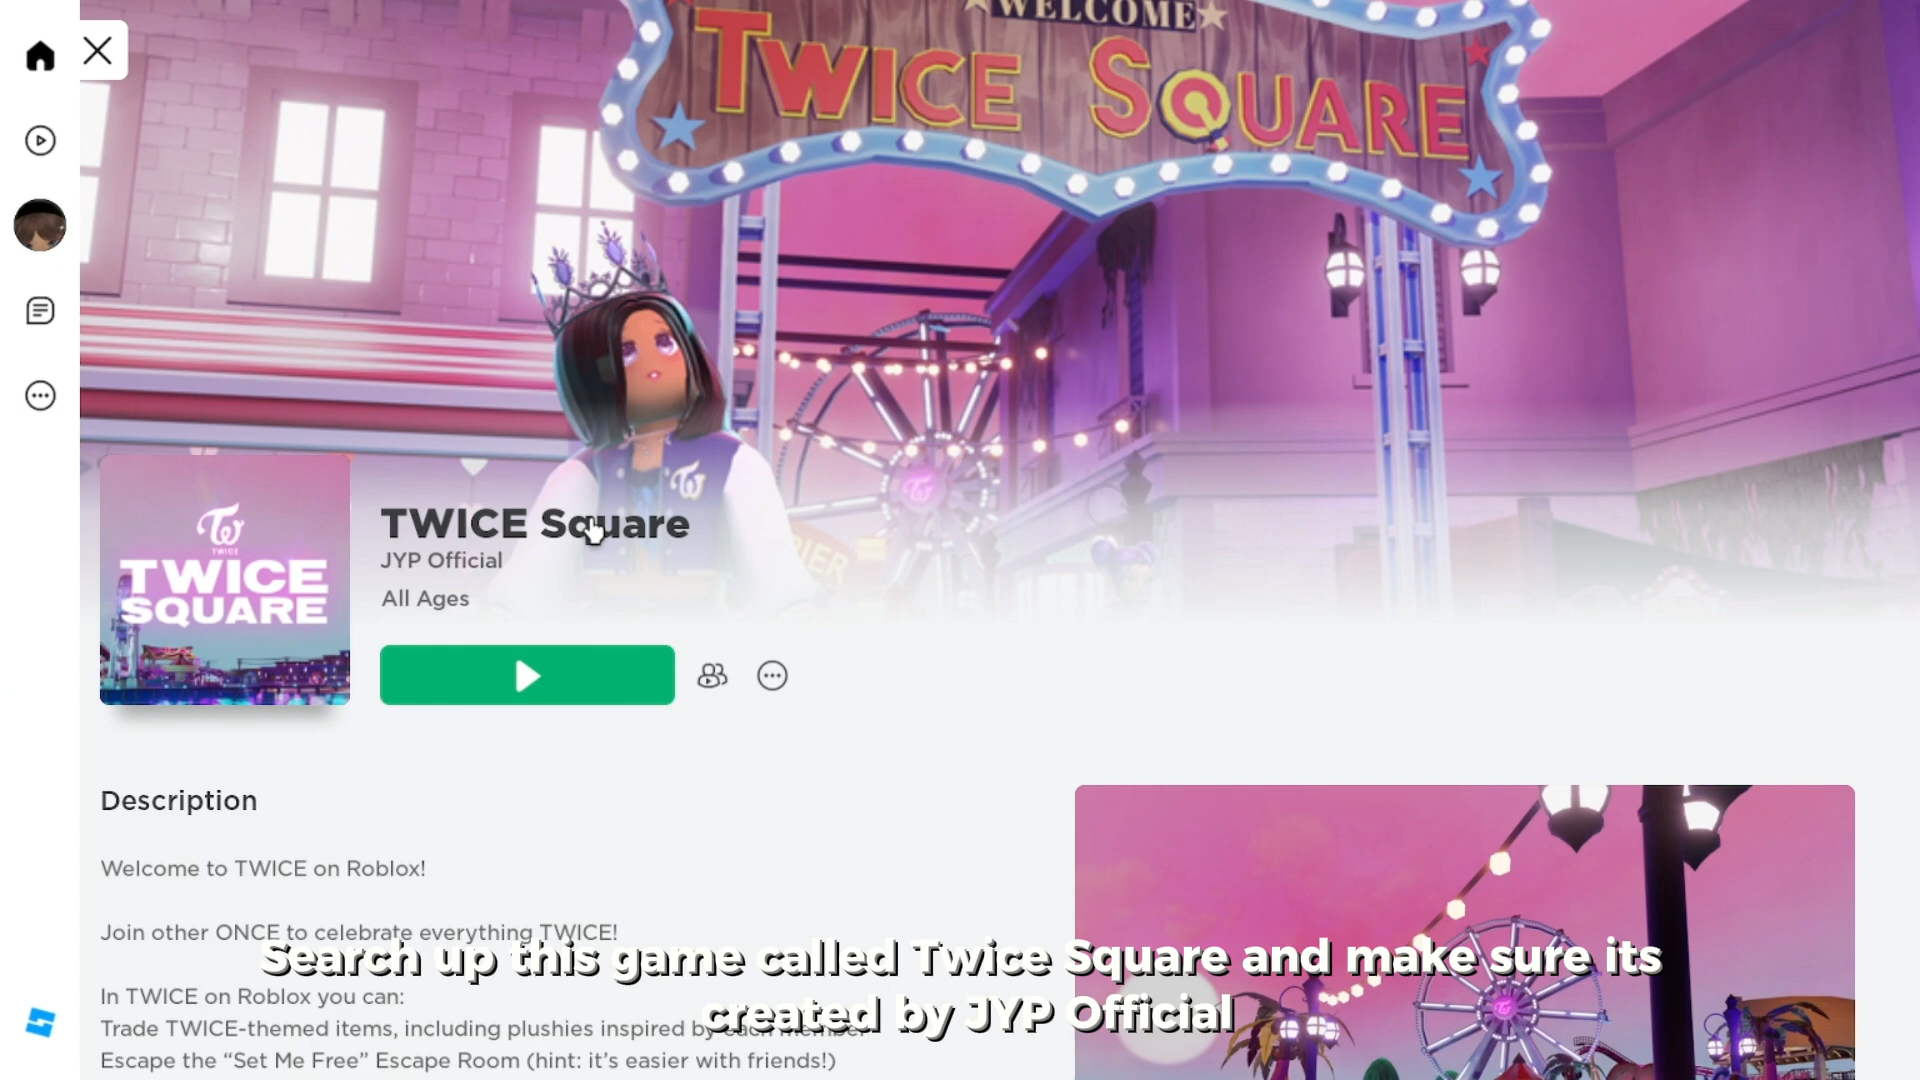 WELCOME
TWICE SQUARE
TWICE
TWICE
SQUARE
TWICE Square
JYP Official
All Ages
Description
Welcome to TWICE on Roblox!
Join other ONCE to celebrate everything TWICE!
In TWICE on Roblox you can:
Trade TWICE-themed items, including plushies inspired by each member
Escape the “Set Me Free” Escape Room (hint: it’s easier with friends!)
Search up this game called Twice Square and make sure its
created by JYP Official